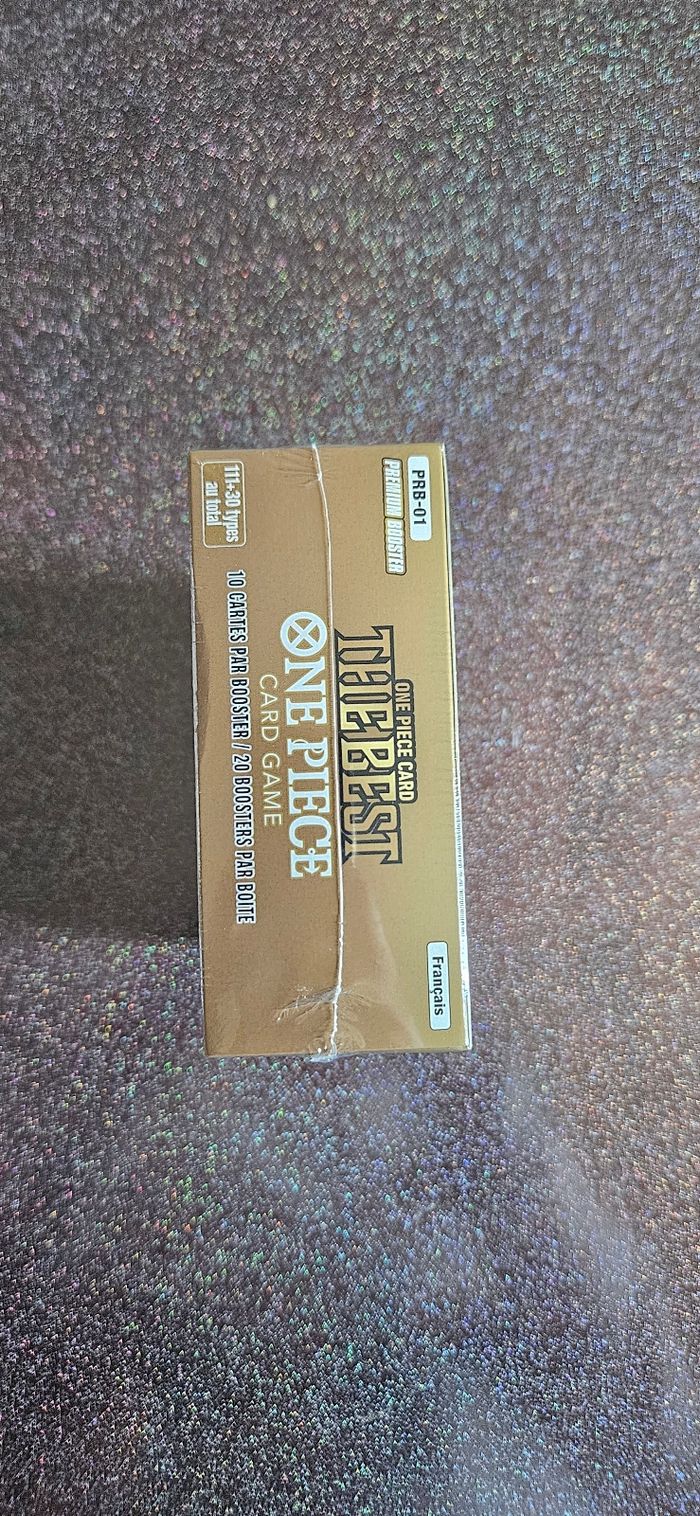 PRB-01
PREMIUM BOOSTER
Français
ONE PIECE CARD
THE BEST
ONE PIECE
CARD GAME
111+30 types
au total
10 CARTES PAR BOOSTER / 20 BOOSTERS PAR BOITE